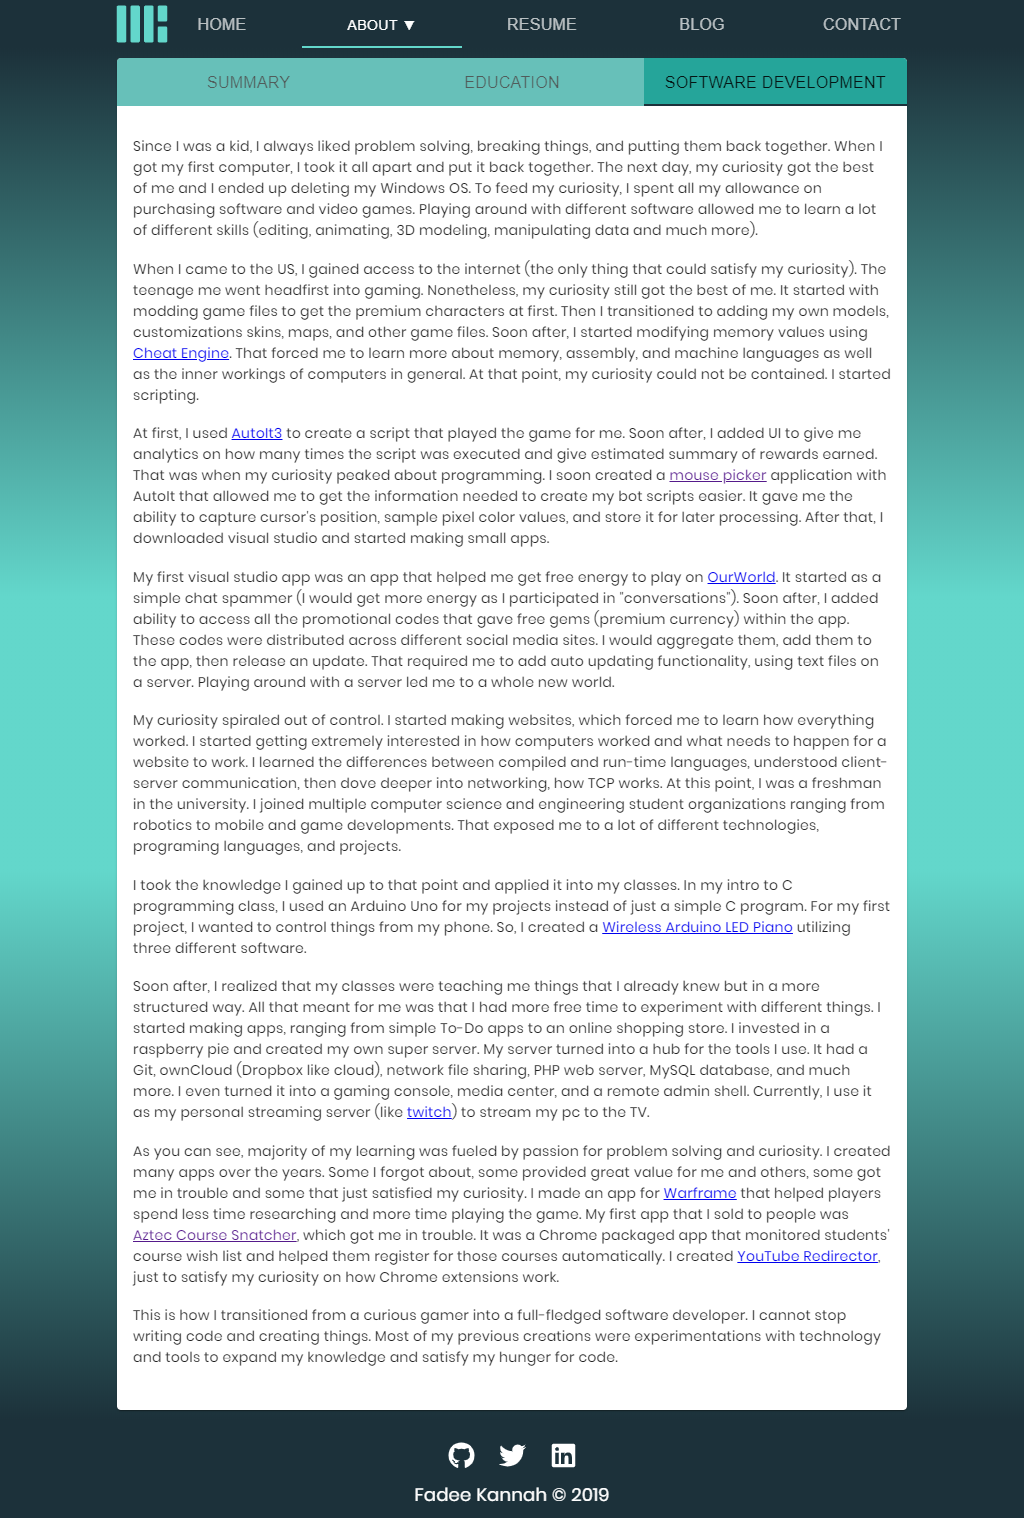 HOME
ABOUT ▼
RESUME
BLOG
CONTACT
SUMMARY
EDUCATION
SOFTWARE DEVELOPMENT
Since I was a kid, I always liked problem solving, breaking things, and putting them back together. When I
got my first computer, I took it all apart and put it back together. The next day, my curiosity got the best
of me and I ended up deleting my Windows OS. To feed my curiosity, I spent all my allowance on
purchasing software and video games. Playing around with different software allowed me to learn a lot
of different skills (editing, animating, 3D modeling, manipulating data and much more).
When I came to the US, I gained access to the internet (the only thing that could satisfy my curiosity). The
teenage me went headfirst into gaming. Nonetheless, my curiosity still got the best of me. It started with
modding game files to get the premium characters at first. Then I transitioned to adding my own models,
customizations skins, maps, and other game files. Soon after, I started modifying memory values using
Cheat Engine. That forced me to learn more about memory, assembly, and machine languages as well
as the inner workings of computers in general. At that point, my curiosity could not be contained. I started
scripting.
At first, I used AutoIt3 to create a script that played the game for me. Soon after, I added UI to give me
analytics on how many times the script was executed and give estimated summary of rewards earned.
That was when my curiosity peaked about programming. I soon created a mouse picker application with
AutoIt that allowed me to get the information needed to create my bot scripts easier. It gave me the
ability to capture cursor's position, sample pixel color values, and store it for later processing. After that, I
downloaded visual studio and started making small apps.
My first visual studio app was an app that helped me get free energy to play on OurWorld. It started as a
simple chat spammer (I would get more energy as I participated in "conversations"). Soon after, I added
ability to access all the promotional codes that gave free gems (premium currency) within the app.
These codes were distributed across different social media sites. I would aggregate them, add them to
the app, then release an update. That required me to add auto updating functionality, using text files on
a server. Playing around with a server led me to a whole new world.
My curiosity spiraled out of control. I started making websites, which forced me to learn how everything
worked. I started getting extremely interested in how computers worked and what needs to happen for a
website to work. I learned the differences between compiled and run-time languages, understood client-
server communication, then dove deeper into networking, how TCP works. At this point, I was a freshman
in the university. I joined multiple computer science and engineering student organizations ranging from
robotics to mobile and game developments. That exposed me to a lot of different technologies,
programing languages, and projects.
I took the knowledge I gained up to that point and applied it into my classes. In my intro to C
programming class, I used an Arduino Uno for my projects instead of just a simple C program. For my first
project, I wanted to control things from my phone. So, I created a Wireless Arduino LED Piano utilizing
three different software.
Soon after, I realized that my classes were teaching me things that I already knew but in a more
structured way. All that meant for me was that I had more free time to experiment with different things. I
started making apps, ranging from simple To-Do apps to an online shopping store. I invested in a
raspberry pie and created my own super server. My server turned into a hub for the tools I use. It had a
Git, ownCloud (Dropbox like cloud), network file sharing, PHP web server, MySQL database, and much
more. I even turned it into a gaming console, media center, and a remote admin shell. Currently, I use it
as my personal streaming server (like twitch) to stream my pc to the TV.
As you can see, majority of my learning was fueled by passion for problem solving and curiosity. I created
many apps over the years. Some I forgot about, some provided great value for me and others, some got
me in trouble and some that just satisfied my curiosity. I made an app for Warframe that helped players
spend less time researching and more time playing the game. My first app that I sold to people was
Aztec Course Snatcher, which got me in trouble. It was a Chrome packaged app that monitored students'
course wish list and helped them register for those courses automatically. I created YouTube Redirector,
just to satisfy my curiosity on how Chrome extensions work.
This is how I transitioned from a curious gamer into a full-fledged software developer. I cannot stop
writing code and creating things. Most of my previous creations were experimentations with technology
and tools to expand my knowledge and satisfy my hunger for code.
Fadee Kannah © 2019